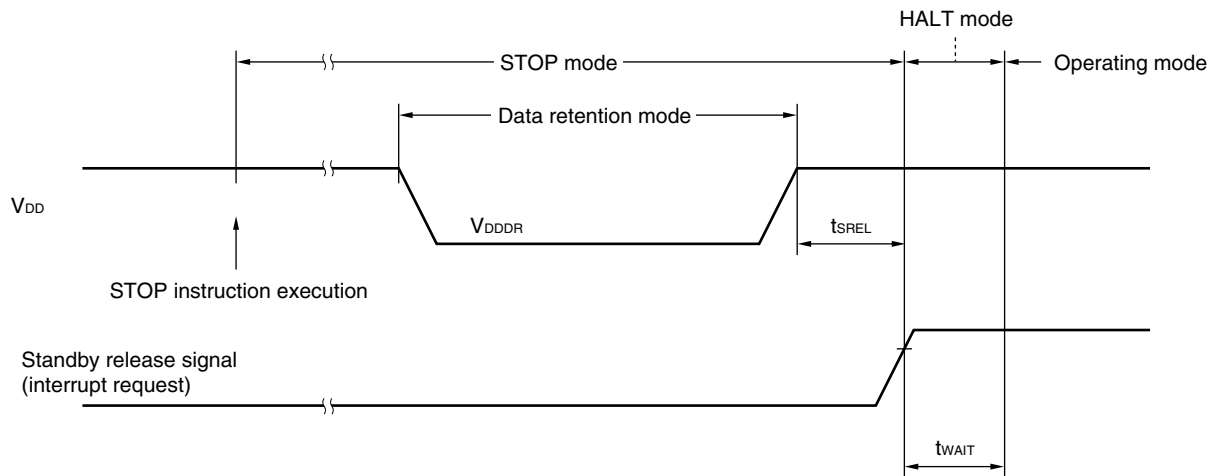 HALT mode
STOP mode
Operating mode
Data retention mode
VDD
VDDDR
tSREL
STOP instruction execution
Standby release signal
(interrupt request)
tWAIT